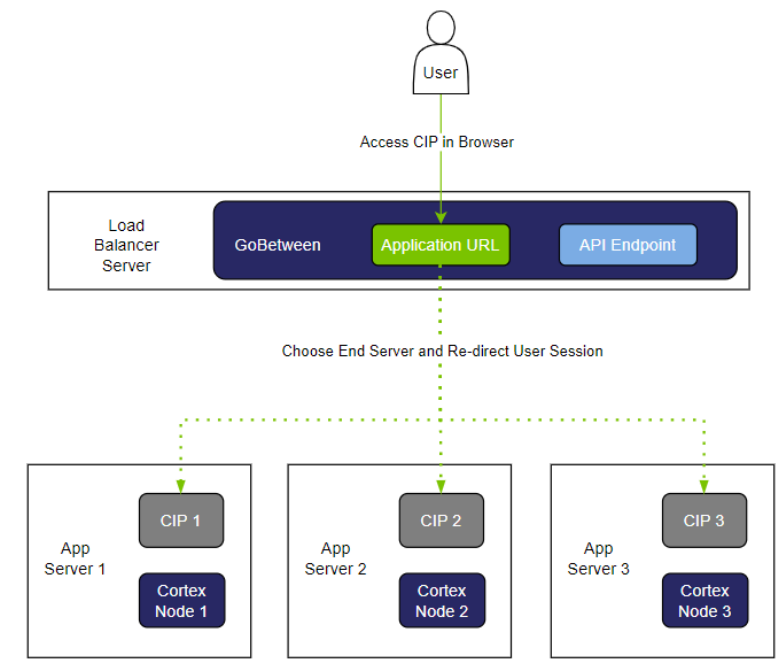 User
Access CIP in Browser
Load
Balancer
Server
GoBetween
Application URL
API Endpoint
Choose End Server and Re-direct User Session
App
Server 1
CIP 1
Cortex
Node 1
App
Server 2
CIP 2
Cortex
Node 2
App
Server 3
CIP 3
Cortex
Node 3